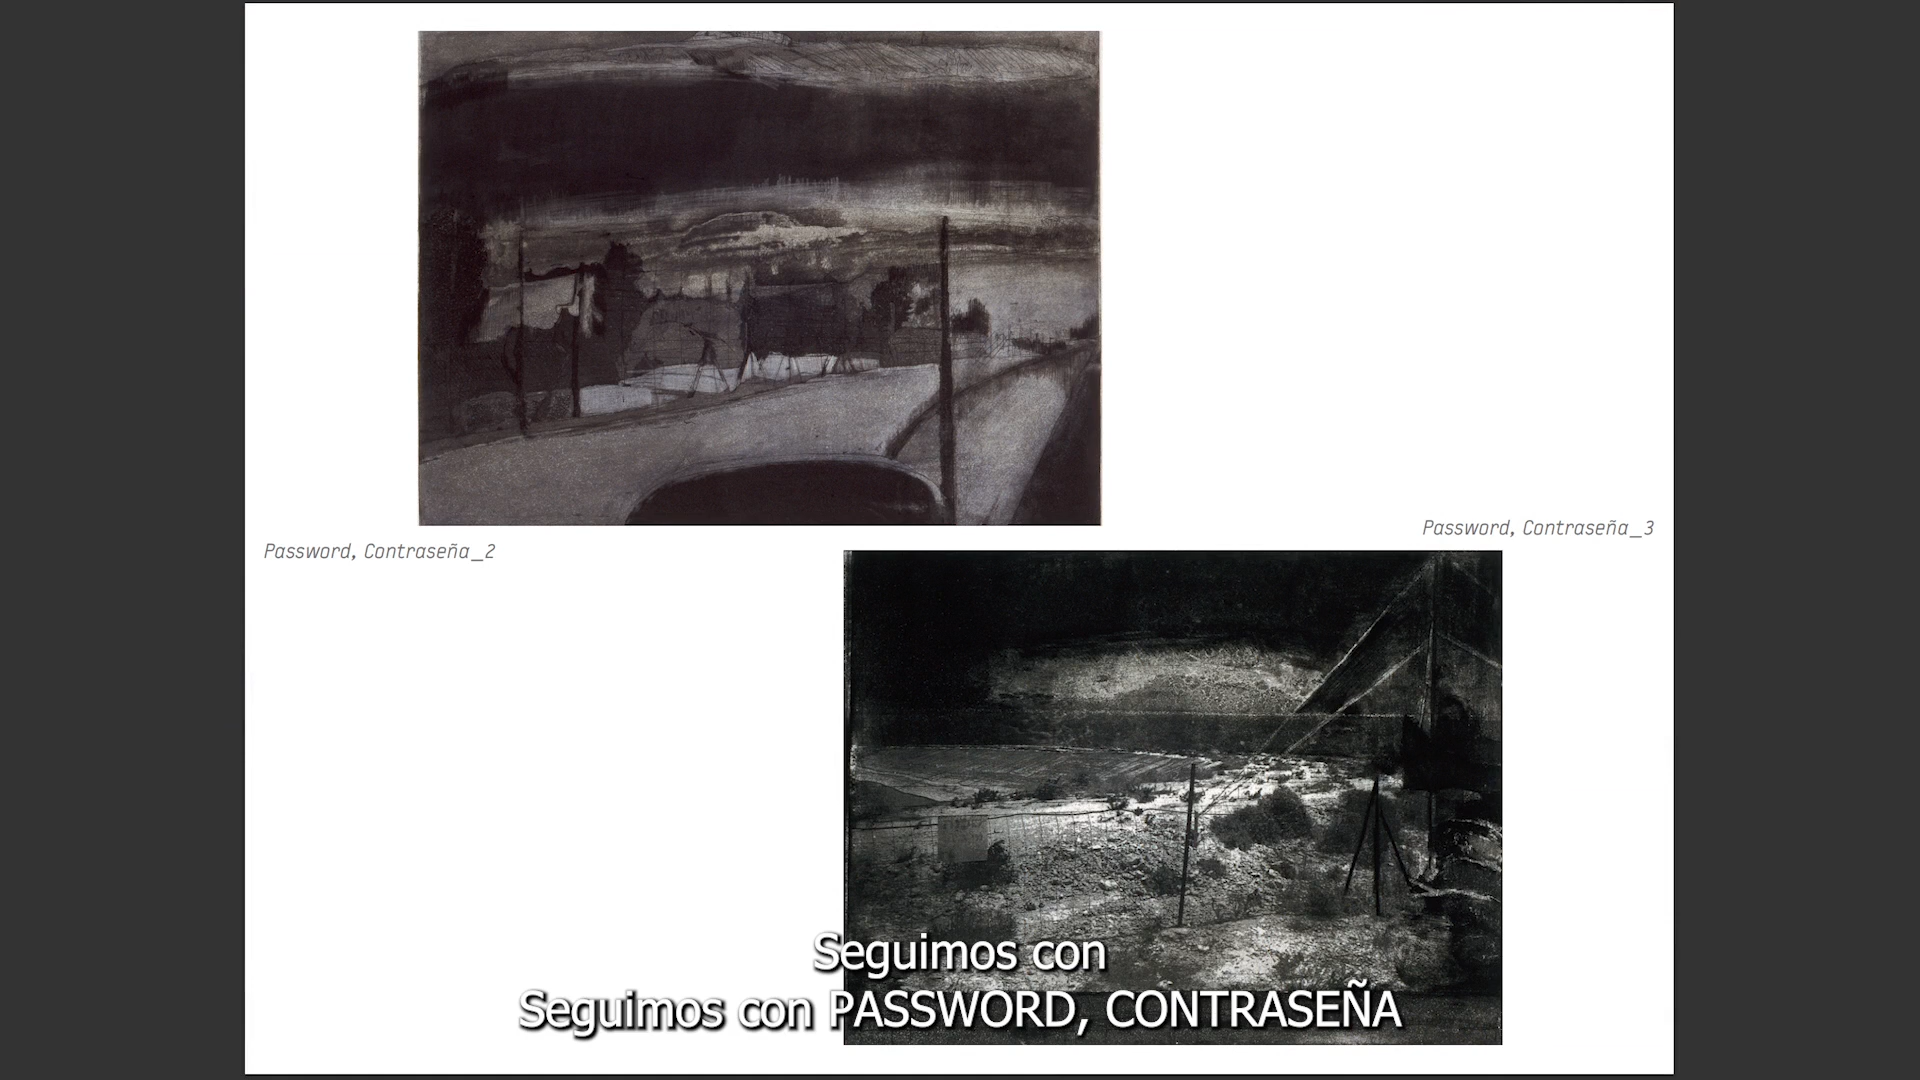 Password, Contraseña_3
Password, Contraseña_2
Seguimos con
Seguimos con PASSWORD, CONTRASEÑA